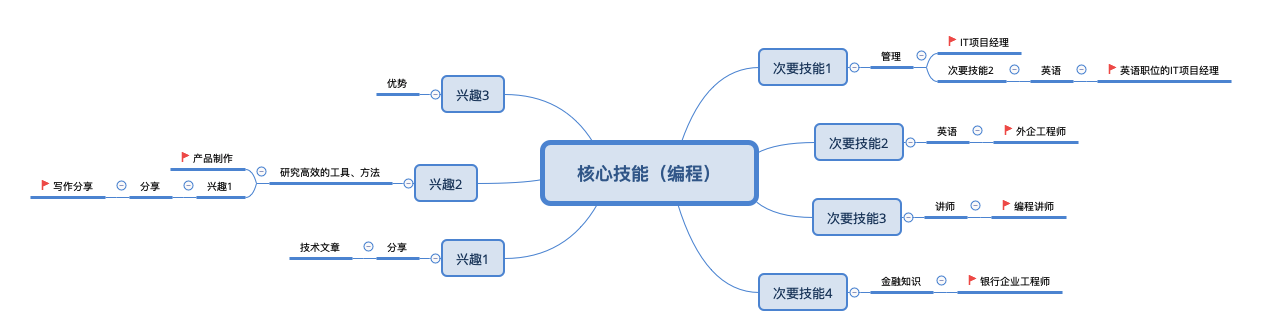 核心技能（编程）
次要技能1
管理
IT项目经理
次要技能2
英语
英语职位的IT项目经理
次要技能2
英语
外企工程师
次要技能3
讲师
编程讲师
次要技能4
金融知识
银行企业工程师
兴趣3
优势
兴趣2
研究高效的工具、方法
产品制作
兴趣1
分享
写作分享
兴趣1
分享
技术文章